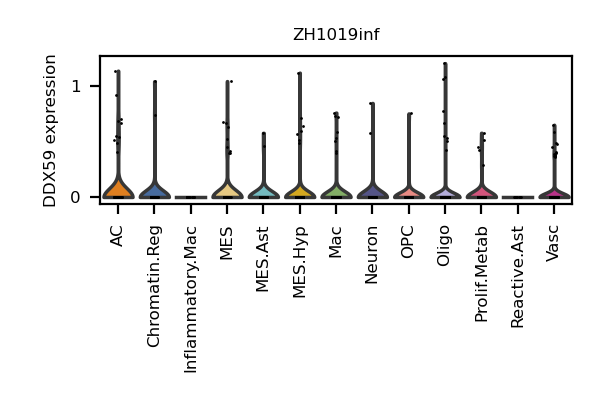 ZH1019inf
DDX59 expression
1
0
AC
Chromatin.Reg
Inflammatory.Mac
MES
MES.Ast
MES.Hyp
Mac
Neuron
OPC
Oligo
Prolif.Metab
Reactive.Ast
Vasc